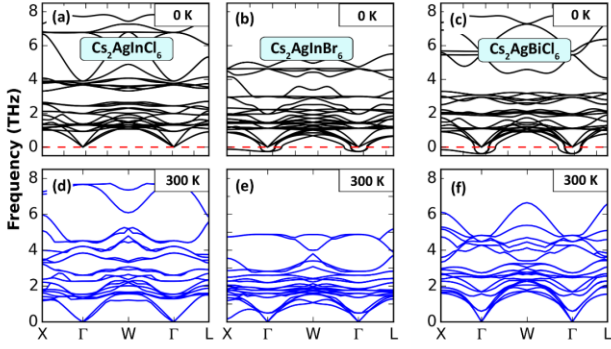 (a) 0 K (b) 0 K (c) 0 K
Cs₂AgInCl₆ Cs₂AgInBr₆ Cs₂AgBiCl₆
8
6
4
2
0
Frequency (THz)
(d) 300 K (e) 300 K (f) 300 K
8
6
4
2
0
X Γ W Γ L X Γ W Γ L X Γ W Γ L